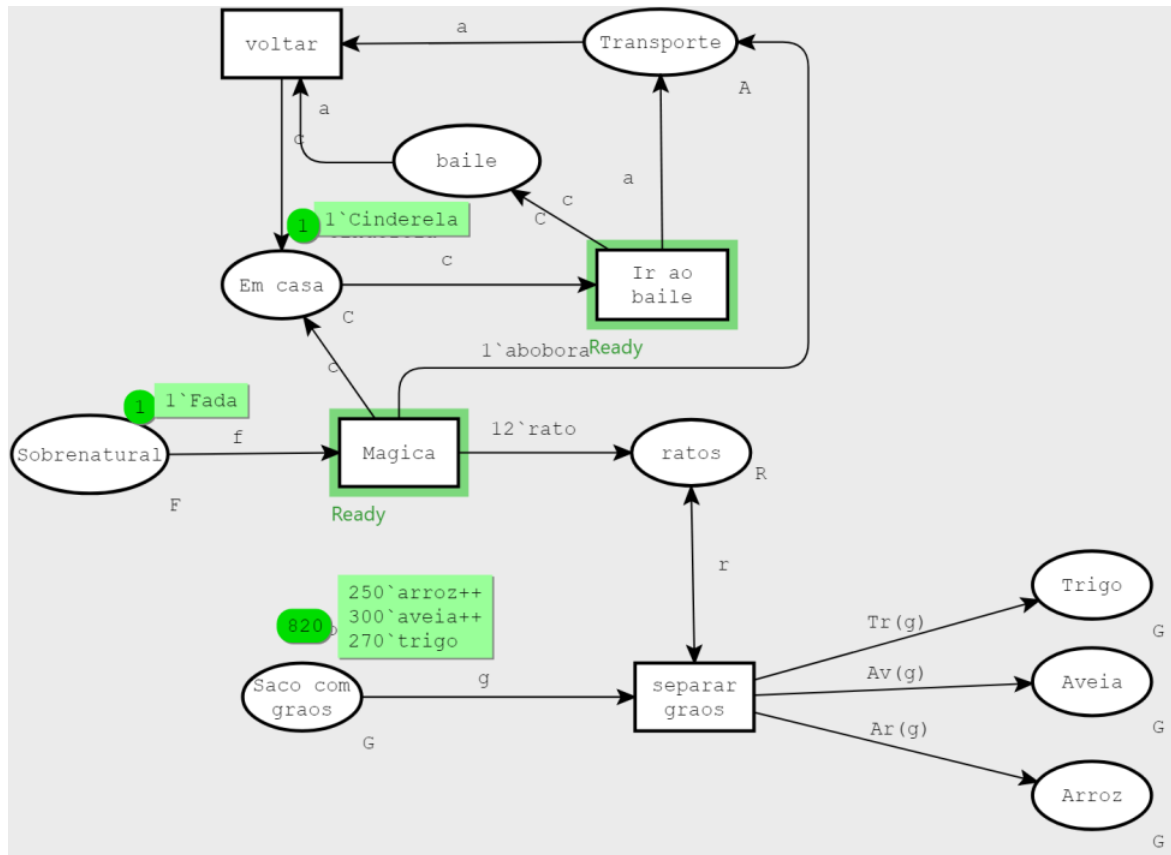 voltar
a
Transporte
A
a
c
baile
a
c
C
1
1`Cinderela
Em casa
C
c
Ir ao
baile
Ready
1`abobora
c
1
1`Fada
Sobrenatural
F
f
Magica
Ready
12`rato
ratos
R
r
820
250`arroz++
300`aveia++
270`trigo
Saco com
graos
G
g
separar
graos
Tr(g)
Trigo
G
Av(g)
Aveia
G
Ar(g)
Arroz
G